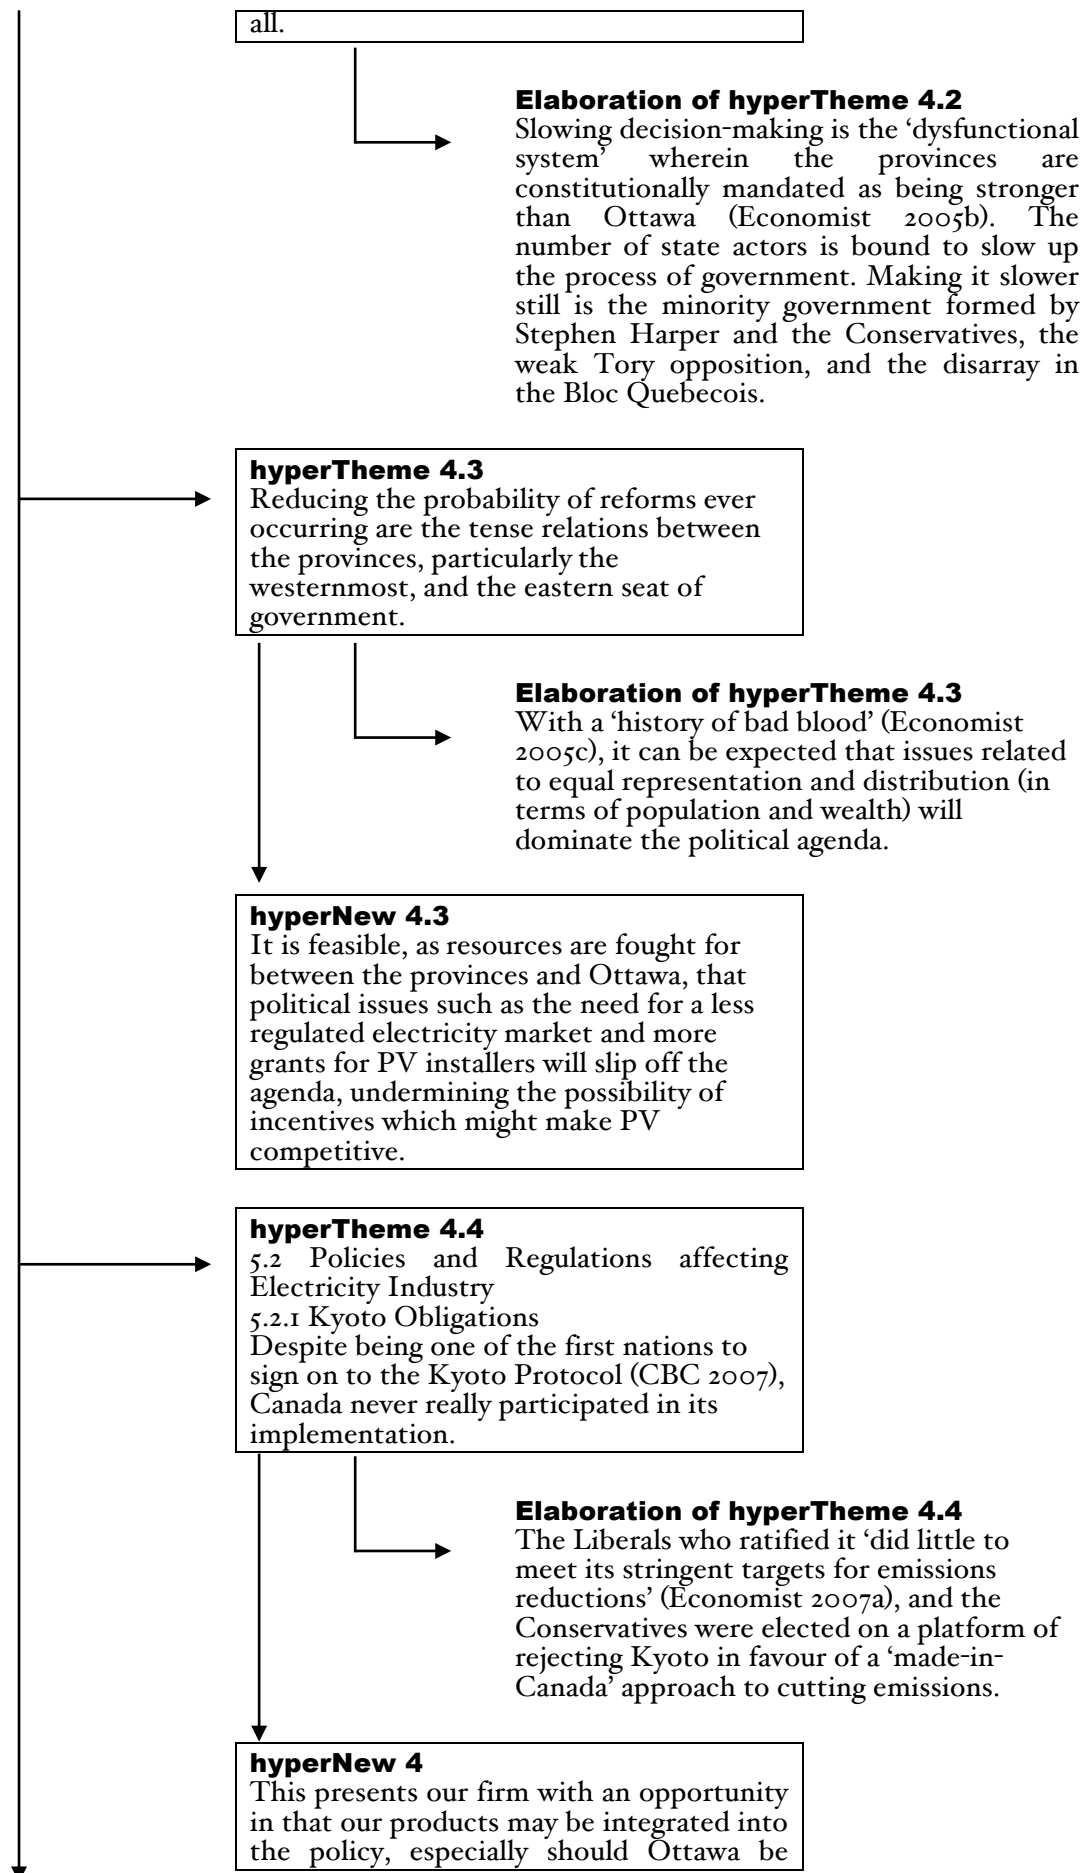 all.
Elaboration of hyperTheme 4.2
Slowing decision-making is the ‘dysfunctional
system’ wherein the provinces are
constitutionally mandated as being stronger
than Ottawa (Economist 2005b). The
number of state actors is bound to slow up
the process of government. Making it slower
still is the minority government formed by
Stephen Harper and the Conservatives, the
weak Tory opposition, and the disarray in
the Bloc Quebecois.
hyperTheme 4.3
Reducing the probability of reforms ever
occurring are the tense relations between
the provinces, particularly the
westernmost, and the eastern seat of
government.
Elaboration of hyperTheme 4.3
With a ‘history of bad blood’ (Economist
2005c), it can be expected that issues related
to equal representation and distribution (in
terms of population and wealth) will
dominate the political agenda.
hyperNew 4.3
It is feasible, as resources are fought for
between the provinces and Ottawa, that
political issues such as the need for a less
regulated electricity market and more
grants for PV installers will slip off the
agenda, undermining the possibility of
incentives which might make PV
competitive.
hyperTheme 4.4
5.2 Policies and Regulations affecting
Electricity Industry
5.2.1 Kyoto Obligations
Despite being one of the first nations to
sign on to the Kyoto Protocol (CBC 2007),
Canada never really participated in its
implementation.
Elaboration of hyperTheme 4.4
The Liberals who ratified it ‘did little to
meet its stringent targets for emissions
reductions’ (Economist 2007a), and the
Conservatives were elected on a platform of
rejecting Kyoto in favour of a ‘made-in-
Canada’ approach to cutting emissions.
hyperNew 4
This presents our firm with an opportunity
in that our products may be integrated into
the policy, especially should Ottawa be